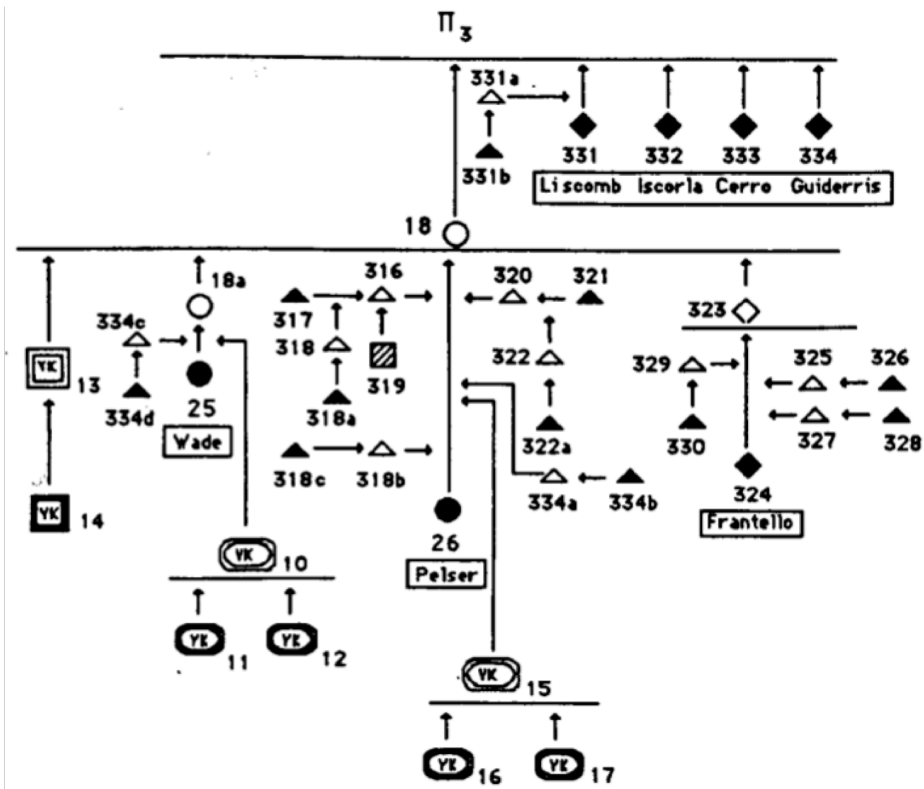 Π₃
331a
331 332 333 334
331b
Liscomb Iscorla Cerro Guiderris
18
18a 316 320 321
317 323
334c 318 322 329 325 326
YK 13 319
25 334d 318a 322a 330 327 328
Wade
318c 318b 334a 334b 324
YK 14 26 Frantello
YK 10 Pelser
YK 11 YK 12
YK 15
YK 16 YK 17